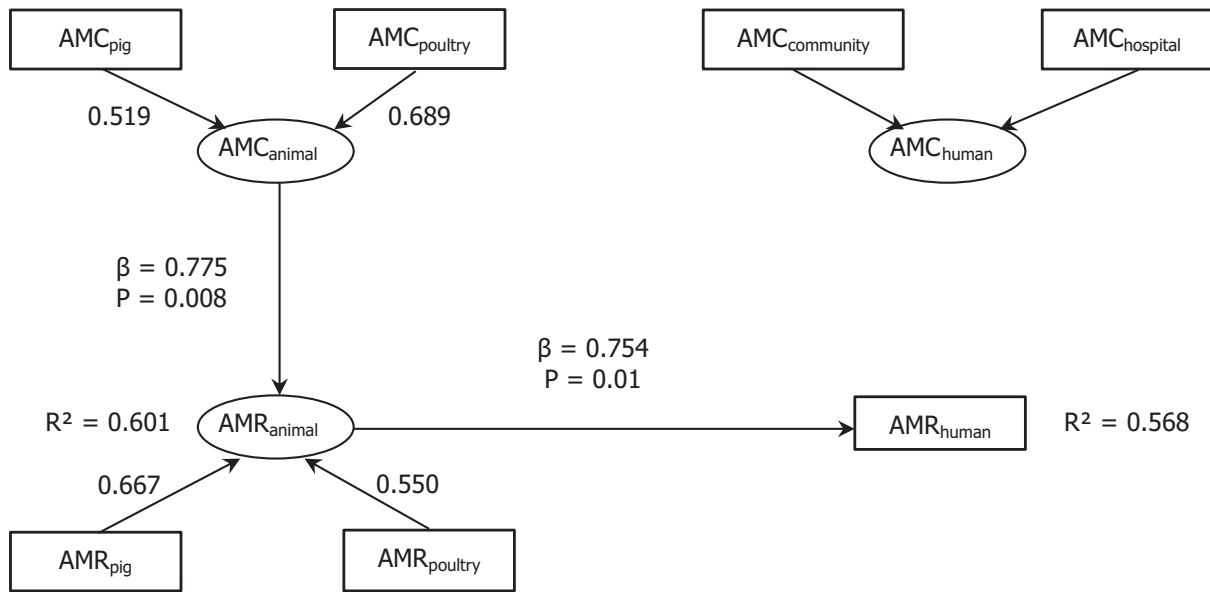 AMCpig
AMCpoultry
AMCcommunity
AMChospital
0.519
0.689
AMCanimal
AMChuman
β = 0.775
P = 0.008
β = 0.754
P = 0.01
R² = 0.601
AMRanimal
AMRhuman
R² = 0.568
0.667
0.550
AMRpig
AMRpoultry